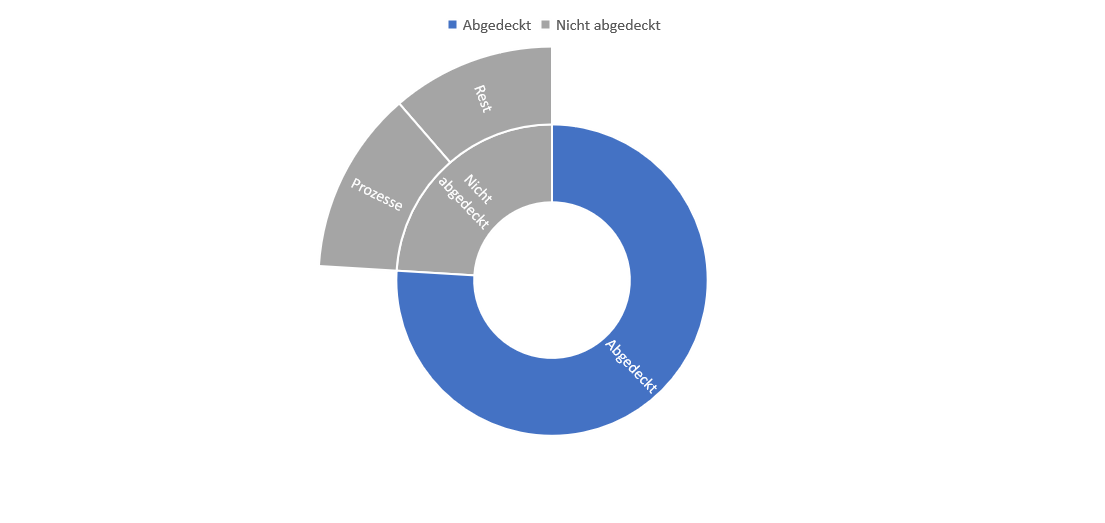 Abgedeckt Nicht abgedeckt
Rest
Prozesse
Nicht
abgedeckt
Abgedeckt